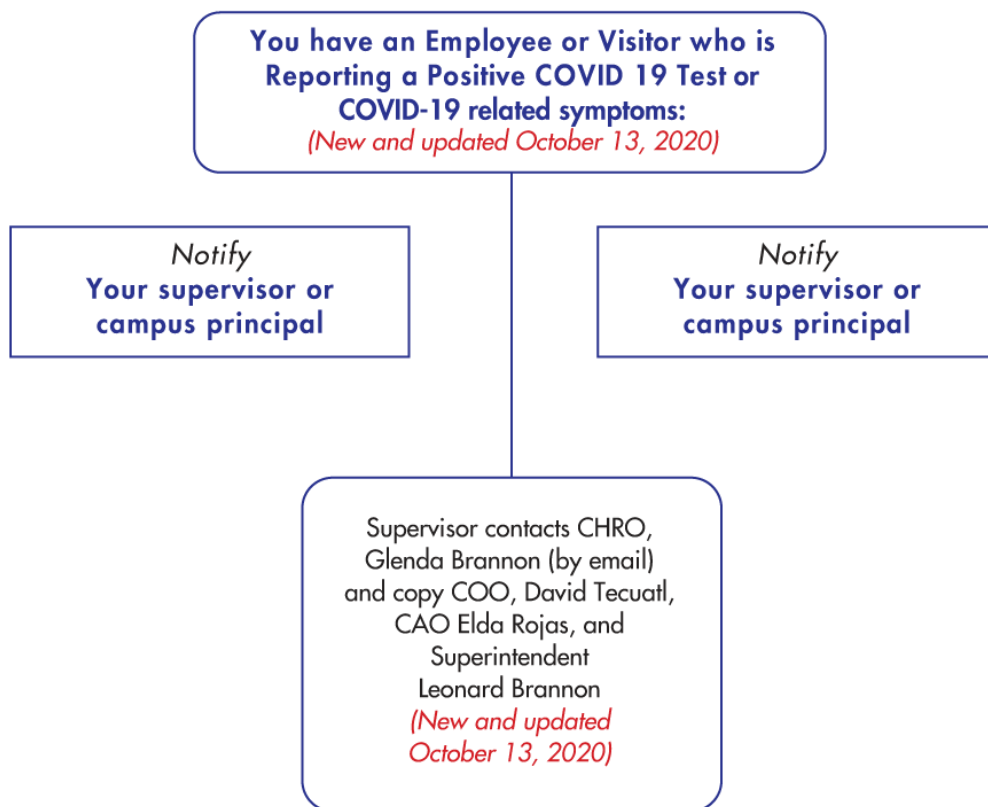 You have an Employee or Visitor who is
Reporting a Positive COVID 19 Test or
COVID-19 related symptoms:
(New and updated October 13, 2020)
Notify
Your supervisor or
campus principal
Notify
Your supervisor or
campus principal
Supervisor contacts CHRO,
Glenda Brannon (by email)
and copy COO, David Tecuatl,
CAO Elda Rojas, and
Superintendent
Leonard Brannon
(New and updated
October 13, 2020)